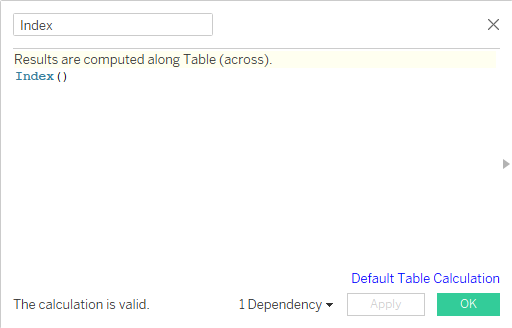 Index
Results are computed along Table (across).
Index()
Default Table Calculation
The calculation is valid.
1 Dependency
Apply
OK